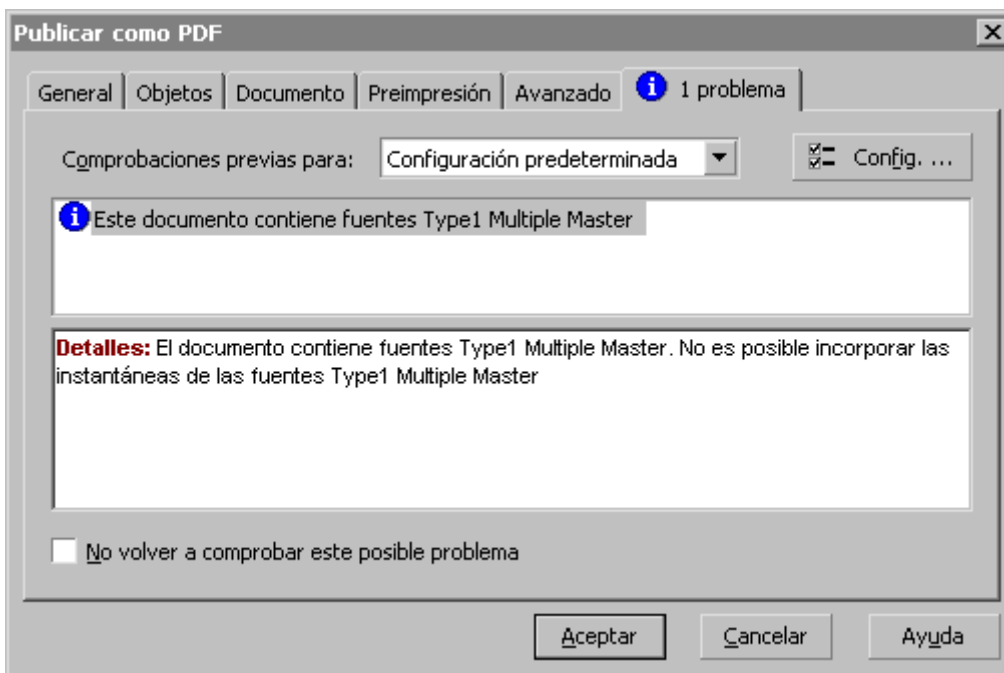 Publicar como PDF
General Objetos Documento Preimpresión Avanzado 1 problema
Comprobaciones previas para: Configuración predeterminada Config. ...
Este documento contiene fuentes Type1 Multiple Master
Detalles: El documento contiene fuentes Type1 Multiple Master. No es posible incorporar las
instantáneas de las fuentes Type1 Multiple Master
No volver a comprobar este posible problema
Aceptar Cancelar Ayuda